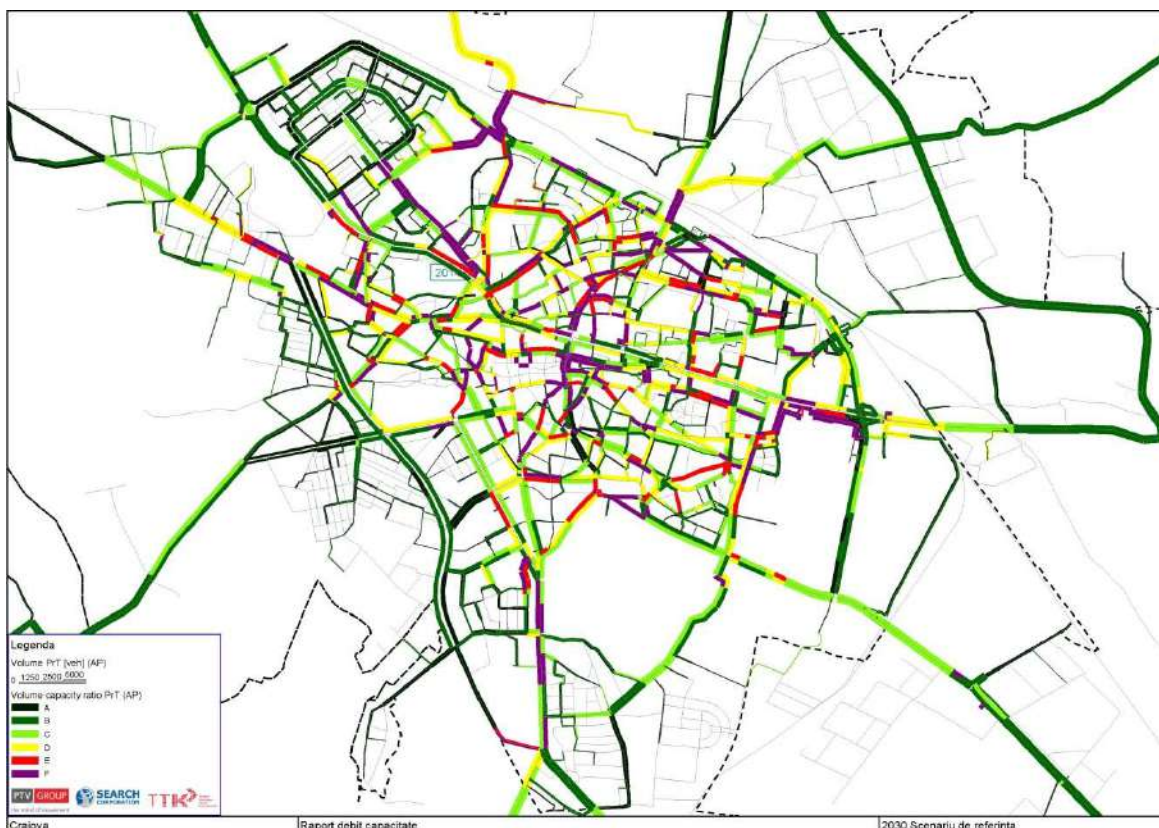 201
Legenda
Volume PrT [veh] (AP)
0 1250 2500 5000
Volume capacity ratio PrT (AP)
A
B
C
D
E
F
PTV GROUP
SEARCH
CORPORATION
TTK
Craiova
Raport debit capacitate
2030 Scenariu de referinta